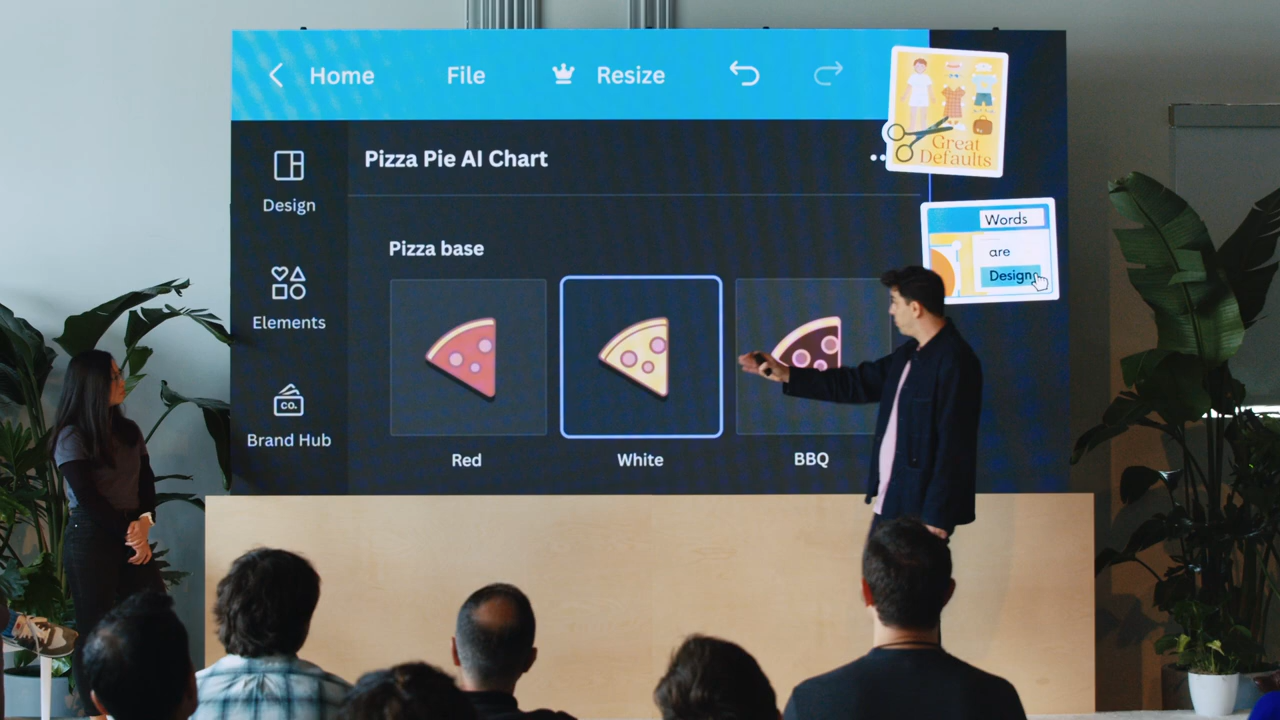 Home File Resize
Pizza Pie AI Chart
Design
Pizza base
Elements
CO.
Brand Hub
Red White BBQ
Great
Defaults
Words
are
Design